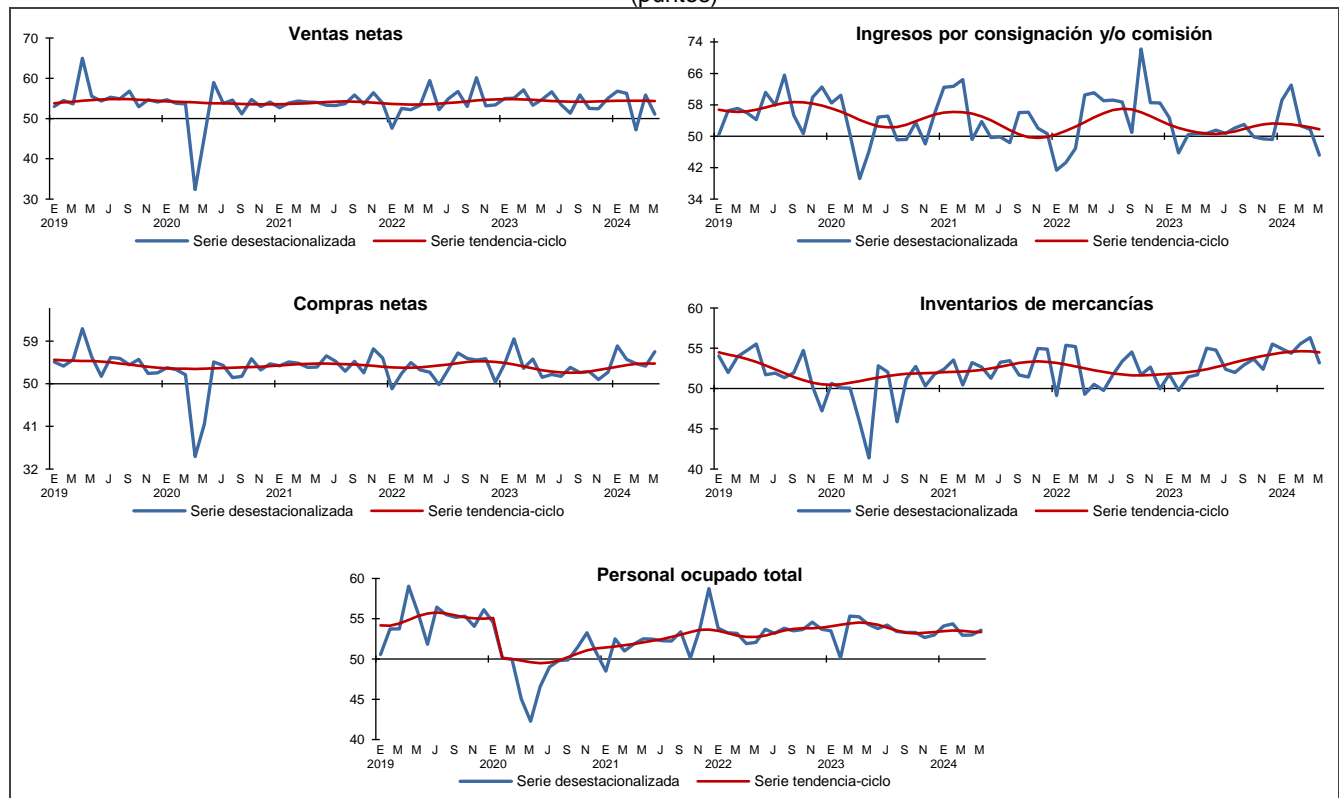 (puntos)
Ventas netas
70
60
50
40
30
E M M J S N E M M J S N E M M J S N E M M J S N E M M J S N E M M
2019 2020 2021 2022 2023 2024
Serie desestacionalizada Serie tendencia-ciclo
Ingresos por consignación y/o comisión
74
66
58
50
42
34
E M M J S N E M M J S N E M M J S N E M M J S N E M M J S N E M M
2019 2020 2021 2022 2023 2024
Serie desestacionalizada Serie tendencia-ciclo
Compras netas
59
50
41
32
E M M J S N E M M J S N E M M J S N E M M J S N E M M J S N E M M
2019 2020 2021 2022 2023 2024
Serie desestacionalizada Serie tendencia-ciclo
Inventarios de mercancías
60
55
50
45
40
E M M J S N E M M J S N E M M J S N E M M J S N E M M J S N E M M
2019 2020 2021 2022 2023 2024
Serie desestacionalizada Serie tendencia-ciclo
Personal ocupado total
60
55
50
45
40
E M M J S N E M M J S N E M M J S N E M M J S N E M M J S N E M M
2019 2020 2021 2022 2023 2024
Serie desestacionalizada Serie tendencia-ciclo